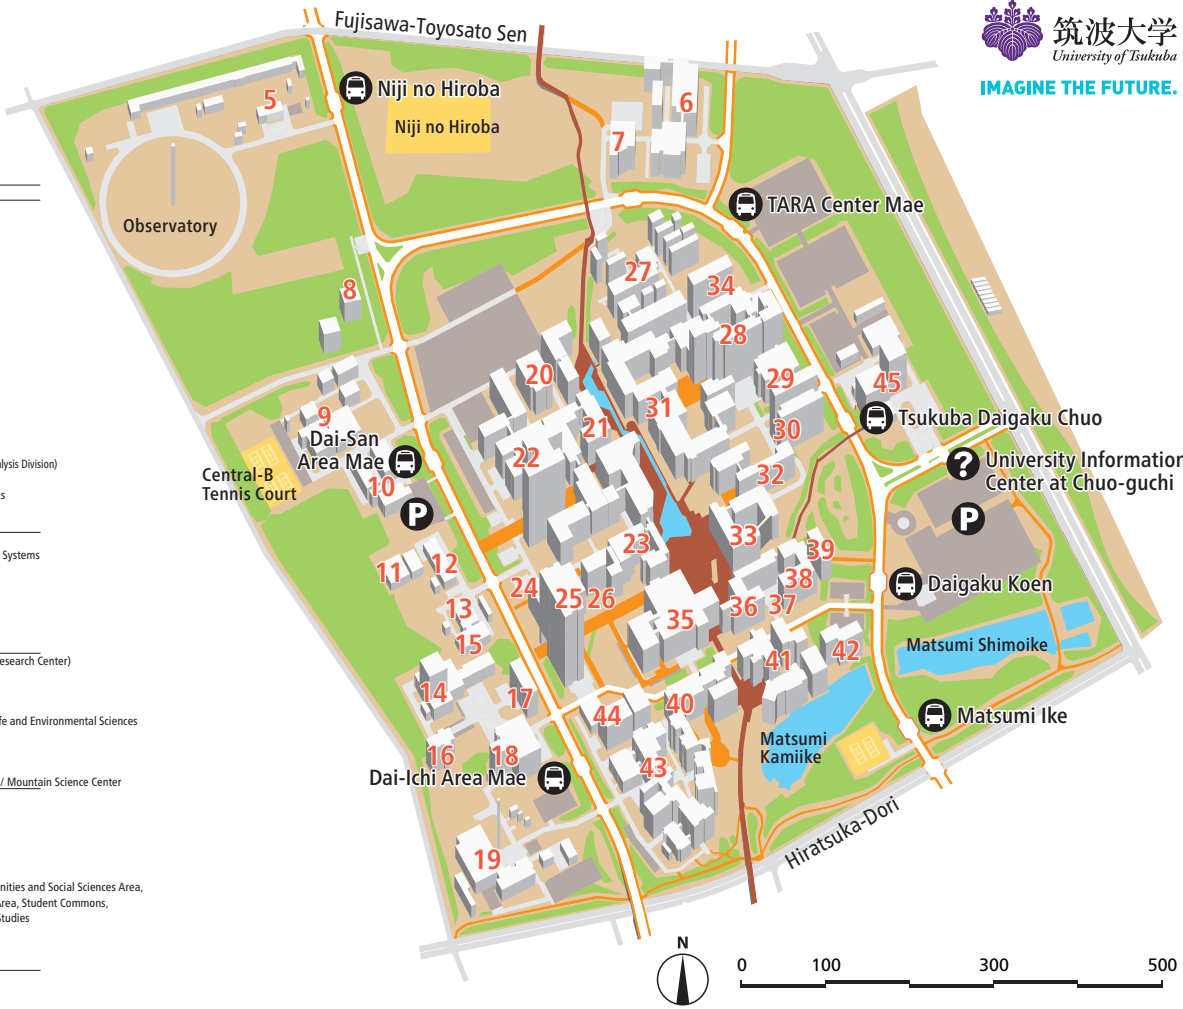 Fujisawa-Toyosato Sen
筑波大学
University of Tsukuba
IMAGINE THE FUTURE.
Niji no Hiroba
Niji no Hiroba
5
6
7
TARA Center Mae
Observatory
27
34
8
28
20
29
45
31
9
21
30
Tsukuba Daigaku Chuo
Dai-San
Area Mae
22
Central-B
Tennis Court
10
32
University Information
Center at Chuo-guchi
P
P
33
23
39
11
12
38
24
25
26
Daigaku Koen
13
36
37
35
15
42
Matsumi Shimoike
41
14
17
40
44
Matsumi Ike
16
18
Matsumi
Kamiike
43
Dai-Ichi Area Mae
Hiratsuka-Dori
19
lysis Division)
s
Systems
esearch Center)
fe and Environmental Sciences
/ Mountain Science Center
nities and Social Sciences Area,
Area, Student Commons,
Studies
N
0 100 300 500